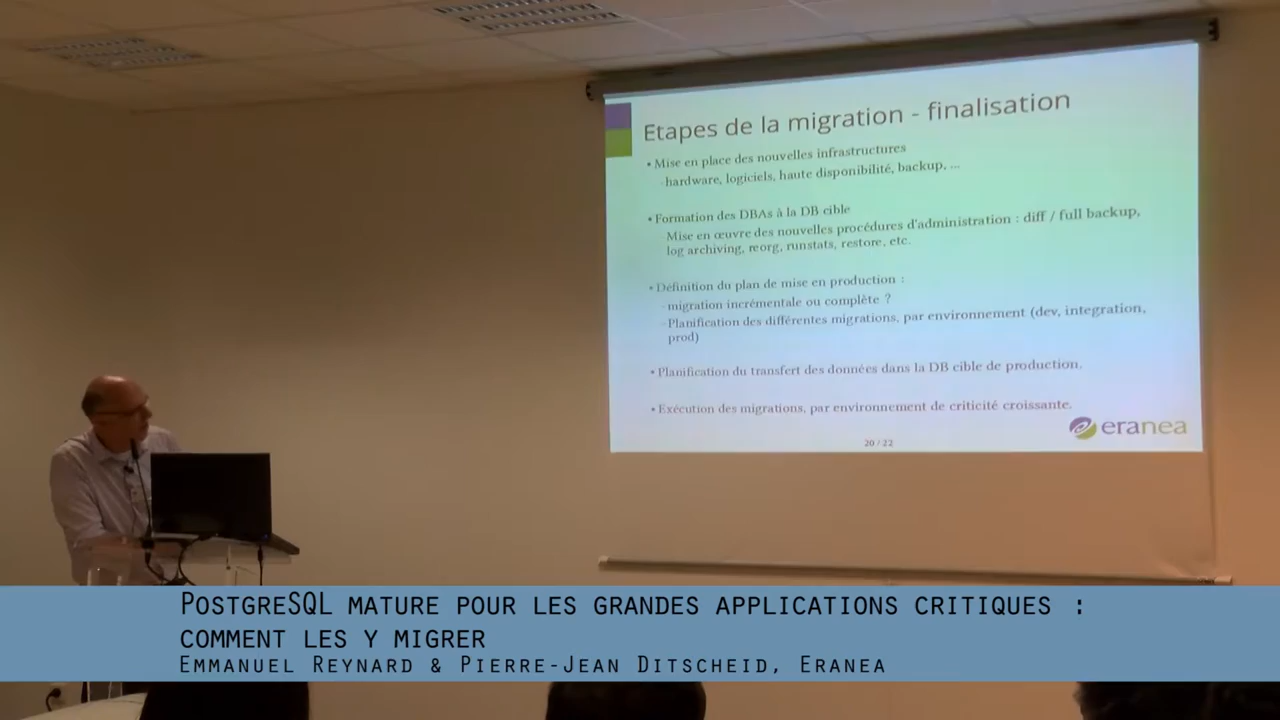 Etapes de la migration - finalisation
• Mise en place des nouvelles infrastructures
- hardware, logiciels, haute disponibilité, backup, ...
• Formation des DBAs à la DB cible
Mise en œuvre des nouvelles procédures d'administration : diff / full backup,
log archiving, reorg, runstats, restore, etc.
• Définition du plan de mise en production :
- migration incrémentale ou complète ?
- Planification des différentes migrations, par environnement (dev, integration,
prod)
• Planification du transfert des données dans la DB cible de production.
• Exécution des migrations, par environnement de criticité croissante.
eranea
20 / 22
PostgreSQL mature pour les grandes applications critiques :
comment les y migrer
Emmanuel Reynard & Pierre-Jean Ditscheid, Eranea